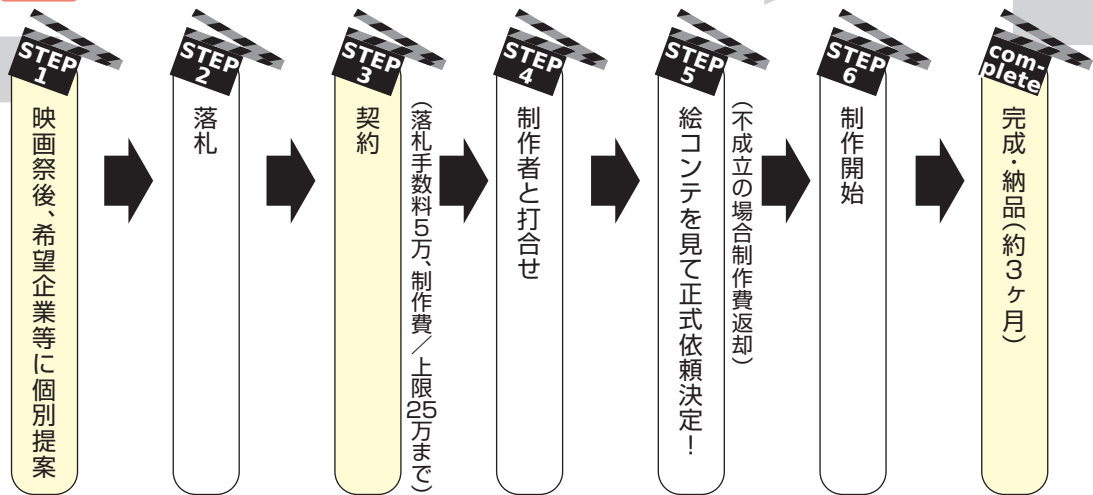 STEP
1
映画祭後、希望企業等に個別提案
STEP
2
落札
STEP
3
契約
（落札手数料5万、制作費／上限25万まで）
STEP
4
制作者と打合せ
STEP
5
絵コンテを見て正式依頼決定！
（不成立の場合制作費返却）
STEP
6
制作開始
com-
plete
完成・納品（約3ヶ月）